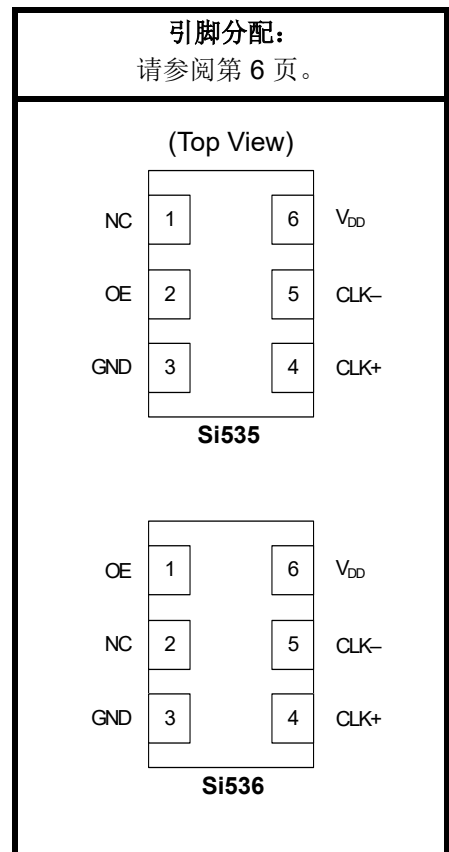 引脚分配：
请参阅第 6 页。
(Top View)
NC 1 6 VDD
OE 2 5 CLK–
GND 3 4 CLK+
Si535
OE 1 6 VDD
NC 2 5 CLK–
GND 3 4 CLK+
Si536